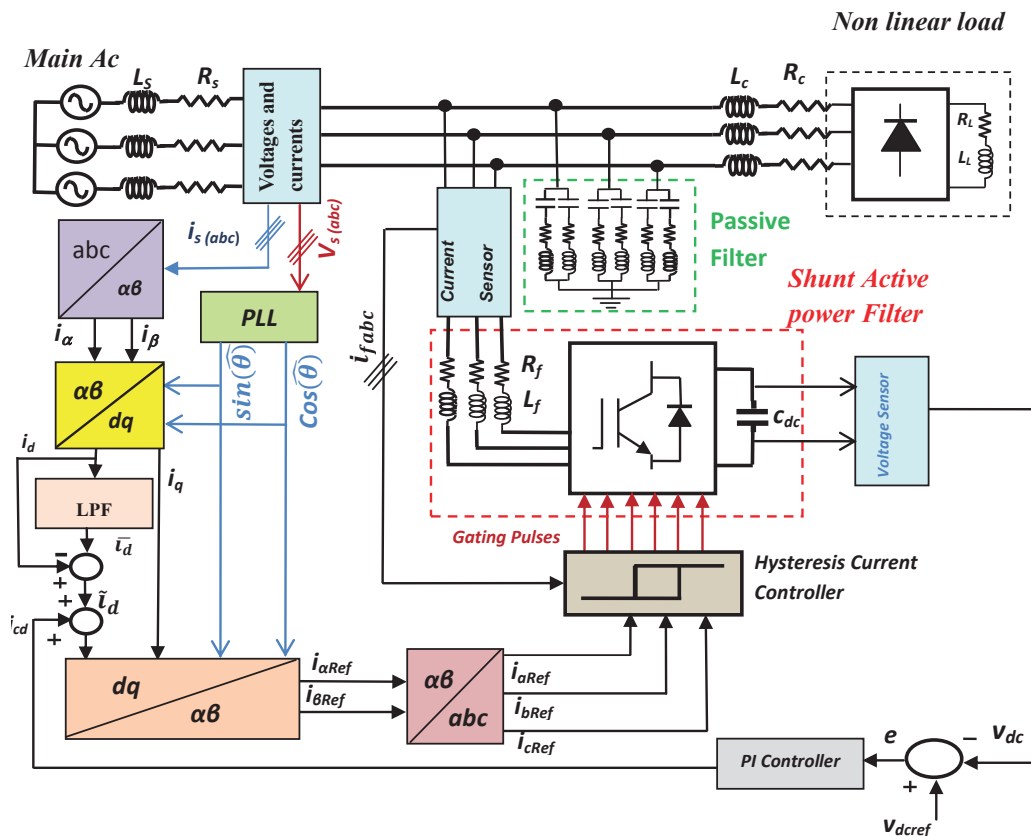 Non linear load
Main Ac
L_S
R_s
L_c
R_c
Voltages and
currents
R_L
L_L
i_s (abc)
V_s(abc)
abc
αβ
Passive
Filter
Current
Sensor
Shunt Active
power Filter
PLL
i_α
i_β
i_fabc
R_f
L_f
C_dc
Voltage Sensor
sin(θ̂)
Cos(θ̂)
αβ
dq
i_d
i_q
LPF
Gating Pulses
i̅_d
-
+
Hysteresis Current
Controller
+
ĩ_d
i_cd
+
dq
αβ
i_αRef
i_βRef
αβ
abc
i_aRef
i_bRef
i_cRef
PI Controller
e
-
v_dc
+
v_dcref